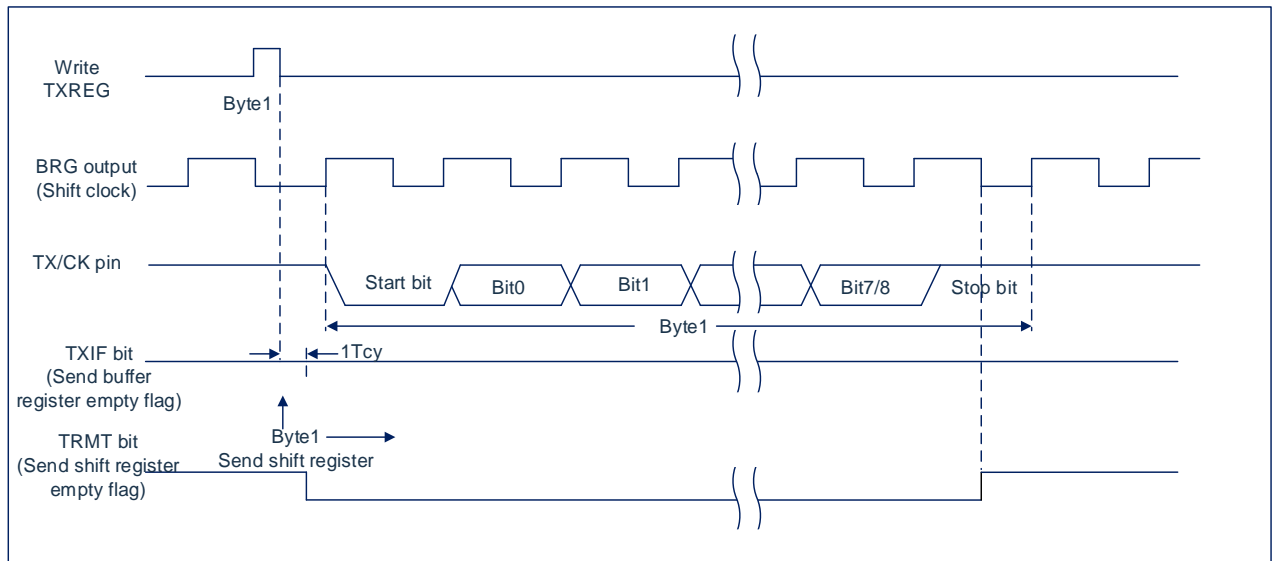 Write
TXREG
Byte1
BRG output
(Shift clock)
TX/CK pin
Start bit
Bit0
Bit1
Bit7/8
Stop bit
Byte1
TXIF bit
(Send buffer
register empty flag)
1Tcy
Byte1
Send shift register
TRMT bit
(Send shift register
empty flag)